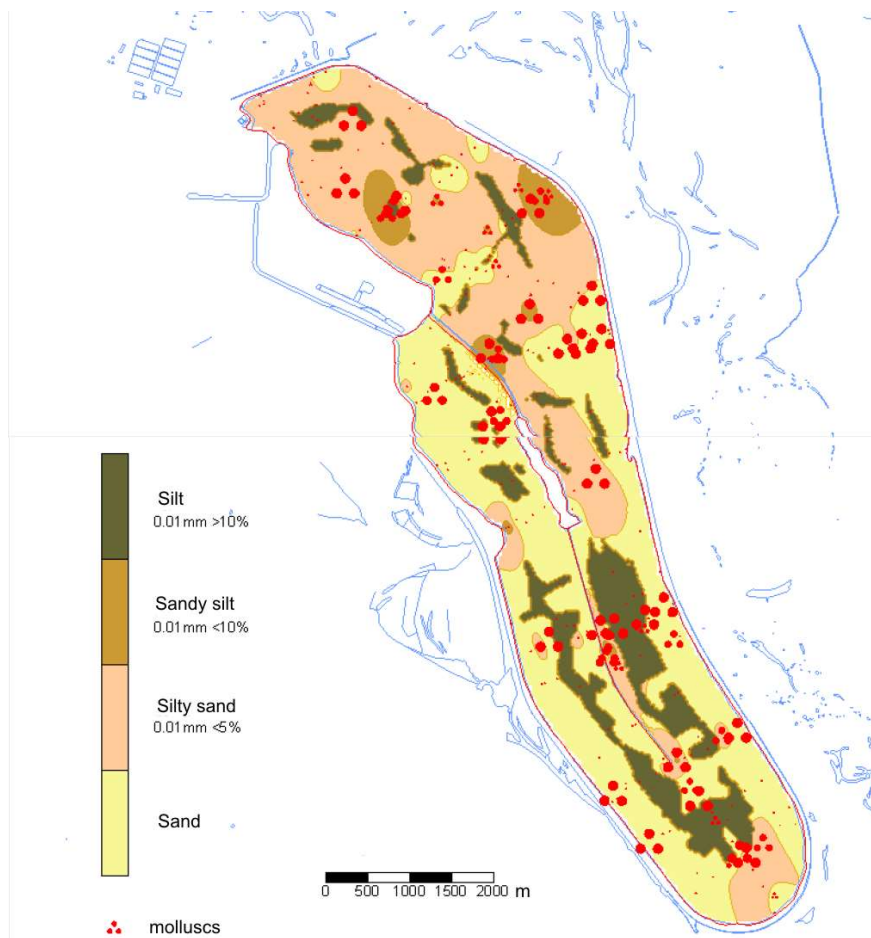 Silt
0.01mm >10%
Sandy silt
0.01mm <10%
Silty sand
0.01mm <5%
Sand
0 500 1000 1500 2000 m
molluscs